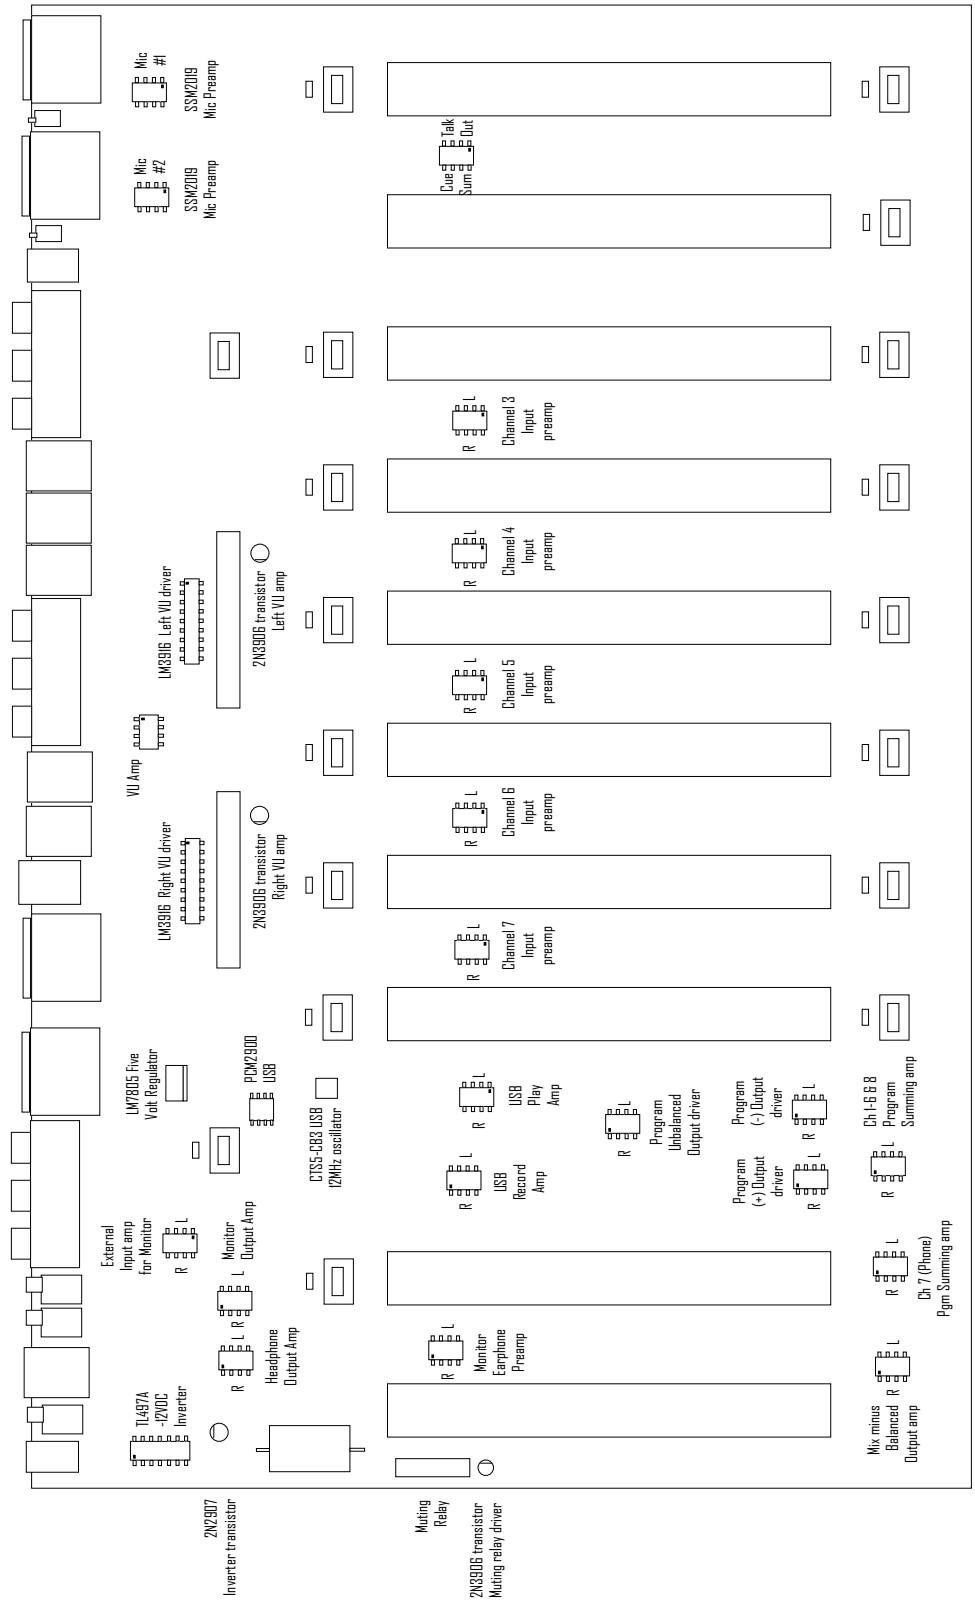 Mic
#1
SSM2019
Mic Preamp
Mic
#2
SSM2019
Mic Preamp
Cue Talk
Sum Out
L
R
Channel 3
Input
preamp
L
R
Channel 4
Input
preamp
LM3916 Left VU driver
2N3906 transistor
Left VU amp
L
R
Channel 5
Input
preamp
VU Amp
L
R
Channel 6
Input
preamp
LM3916 Right VU driver
2N3906 transistor
Right VU amp
L
R
Channel 7
Input
preamp
LM7805 Five
Volt Regulator
PCM2900
USB
CTS5-CB3 USB
12MHz oscillator
L
R
USB
Play
Amp
L
R
USB
Record
Amp
L
R
Program
Unbalanced
Output driver
Program
(-) Output
driver
L
R
Program
(+) Output
driver
L
R
Ch 1-6 & 8
Program
Summing amp
L
R
External
Input amp
for Monitor
L
R
Monitor
Output Amp
L
R
L
R
Headphone
Output Amp
L
R
Monitor
Earphone
Preamp
L
R
Ch 7 (Phone)
Pgm Summing amp
L
R
Mix minus
Balanced
Output amp
TL497A
-12VDC
Inverter
2N2907
Inverter transistor
Muting
Relay
2N3906 transistor
Muting relay driver